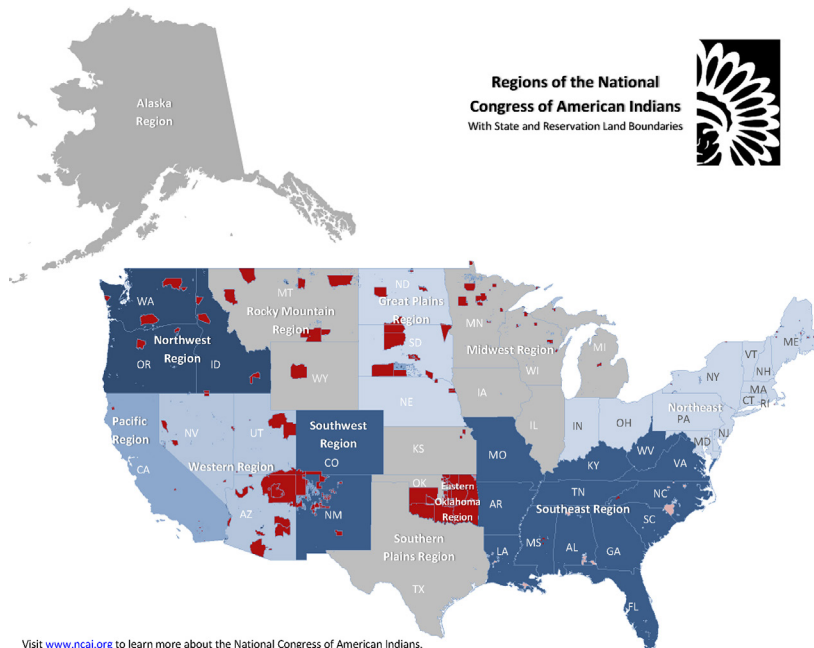 Regions of the National
Congress of American Indians
With State and Reservation Land Boundaries
Alaska
Region
WA
MT
ND
Rocky Mountain
Region
Great Plains
Region
MN
Northwest
Region
OR
ID
SD
Midwest Region
WI
MI
ME
VT
NH
NY
MA
CT
RI
WY
IA
NE
Northeast
PA
NJ
MD
Pacific
Region
NV
UT
Southwest
Region
CO
KS
MO
IL
IN
OH
WV
VA
KY
CA
Western Region
AZ
NM
OK
Eastern
Oklahoma
Region
AR
TN
NC
Southeast Region
SC
Southern
Plains Region
TX
LA
MS
AL
GA
FL
Visit www.ncai.org to learn more about the National Congress of American Indians.